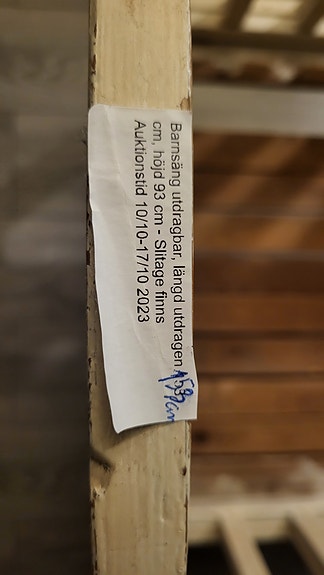 Barnsäng utdragbar, längd utdragen
cm, höjd 93 cm - Slitage finns
Auktionstid 10/10-17/10 2023